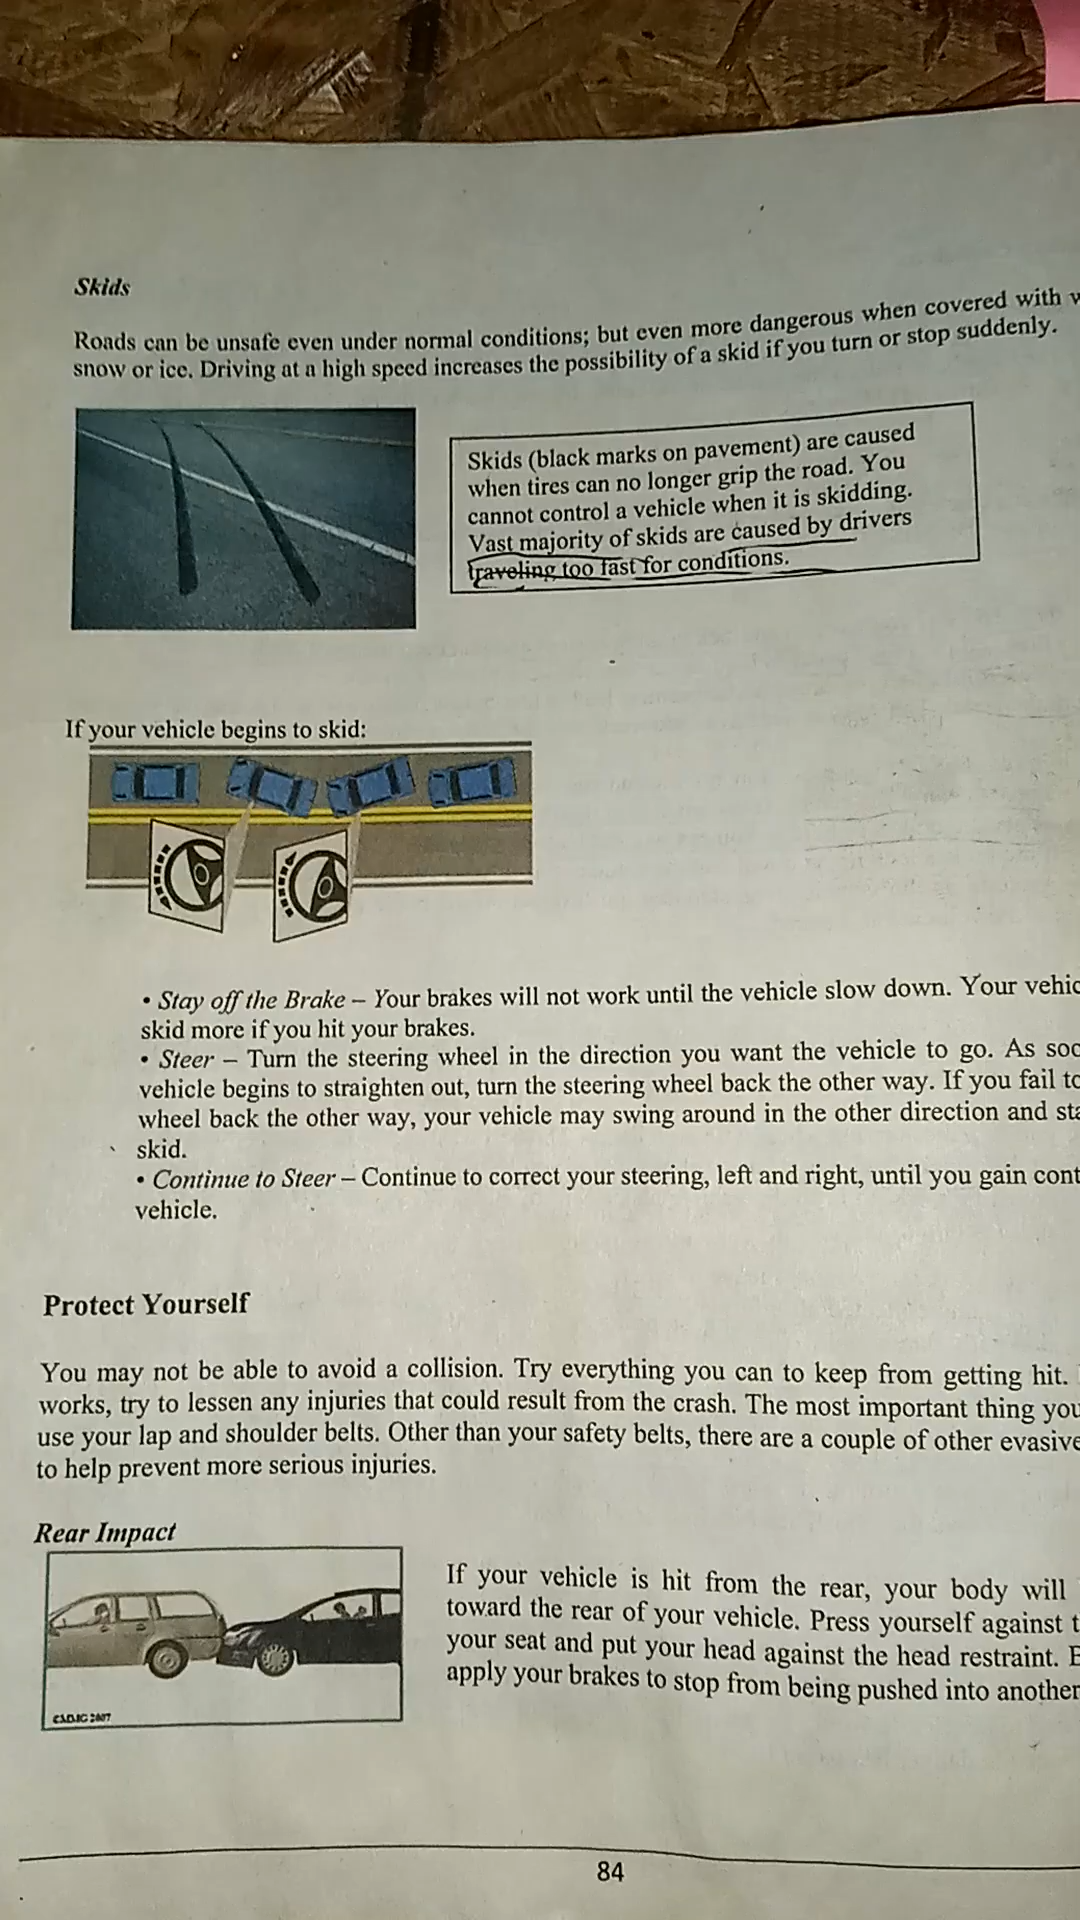 Skids
Roads can be unsafe even under normal conditions; but even more dangerous when covered with
snow or ice. Driving at a high speed increases the possibility of a skid if you turn or stop suddenly.
Skids (black marks on pavement) are caused
when tires can no longer grip the road. You
cannot control a vehicle when it is skidding.
Vast majority of skids are caused by drivers
traveling too fast for conditions.
If your vehicle begins to skid:
• Stay off the Brake – Your brakes will not work until the vehicle slow down. Your
skid more if you hit your brakes.
• Steer – Turn the steering wheel in the direction you want the vehicle to go. As
vehicle begins to straighten out, turn the steering wheel back the other way. If you fail
wheel back the other way, your vehicle may swing around in the other direction and
skid.
• Continue to Steer – Continue to correct your steering, left and right, until you gain
vehicle.
Protect Yourself
You may not be able to avoid a collision. Try everything you can to keep from getting hit.
works, try to lessen any injuries that could result from the crash. The most important thing
use your lap and shoulder belts. Other than your safety belts, there are a couple of other
to help prevent more serious injuries.
Rear Impact
If your vehicle is hit from the rear, your body will
toward the rear of your vehicle. Press yourself against
your seat and put your head against the head restraint.
apply your brakes to stop from being pushed into another
84